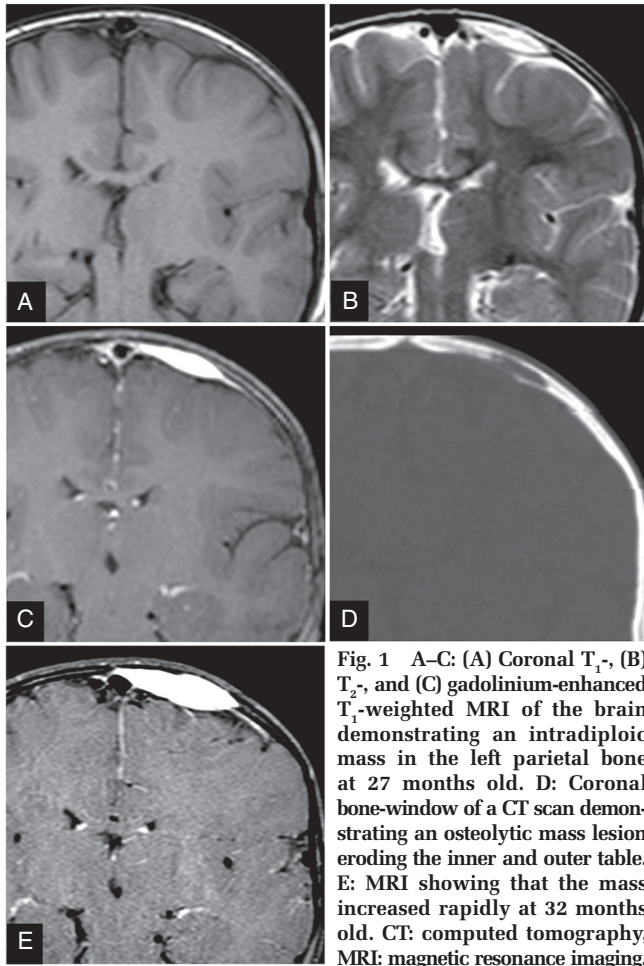 A
B
C
D
E
Fig. 1 A–C: (A) Coronal T₁-, (B)
T₂-, and (C) gadolinium-enhanced
T₁-weighted MRI of the brain
demonstrating an intradiploic
mass in the left parietal bone
at 27 months old. D: Coronal
bone-window of a CT scan demon-
strating an osteolytic mass lesion
eroding the inner and outer table.
E: MRI showing that the mass
increased rapidly at 32 months
old. CT: computed tomography,
MRI: magnetic resonance imaging.